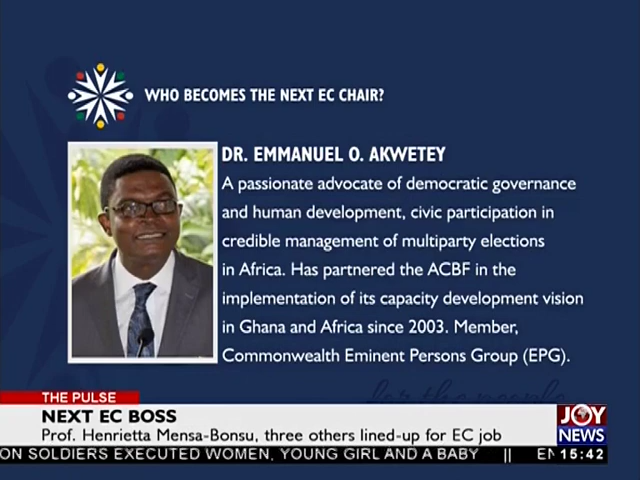 WHO BECOMES THE NEXT EC CHAIR?
DR. EMMANUEL O. AKWETEY
A passionate advocate of democratic governance
and human development, civic participation in
credible management of multiparty elections
in Africa. Has partnered the ACBF in the
implementation of its capacity development vision
in Ghana and Africa since 2003. Member,
Commonwealth Eminent Persons Group (EPG).
for the people
THE PULSE
NEXT EC BOSS
Prof. Henrietta Mensa-Bonsu, three others lined-up for EC job
JOY
NEWS
ON SOLDIERS EXECUTED WOMEN, YOUNG GIRL AND A BABY || EN
15:42